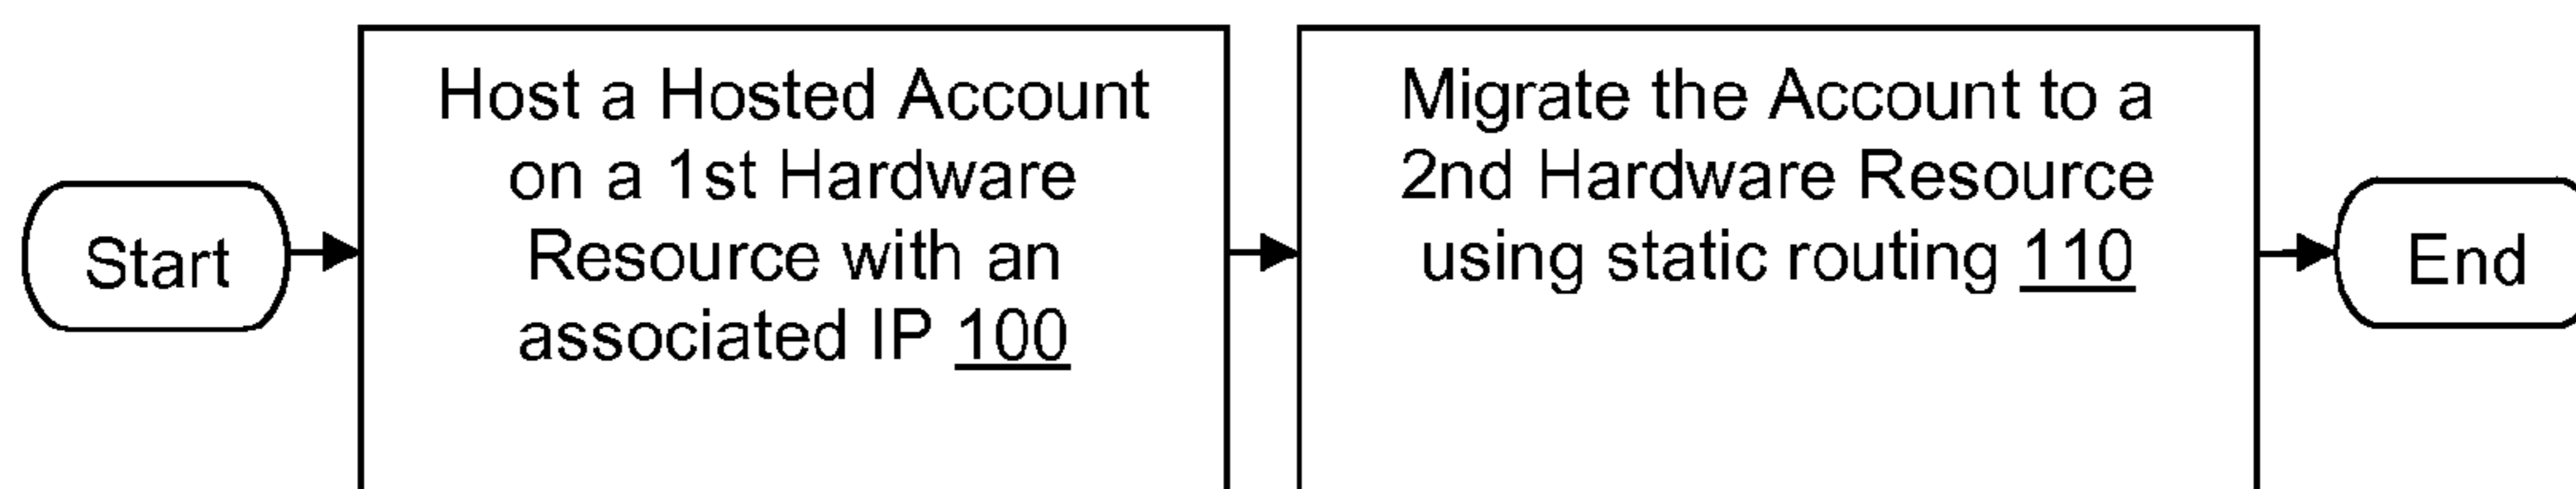 Start
Host a Hosted Account
on a 1st Hardware
Resource with an
associated IP 100
Migrate the Account to a
2nd Hardware Resource
using static routing 110
End